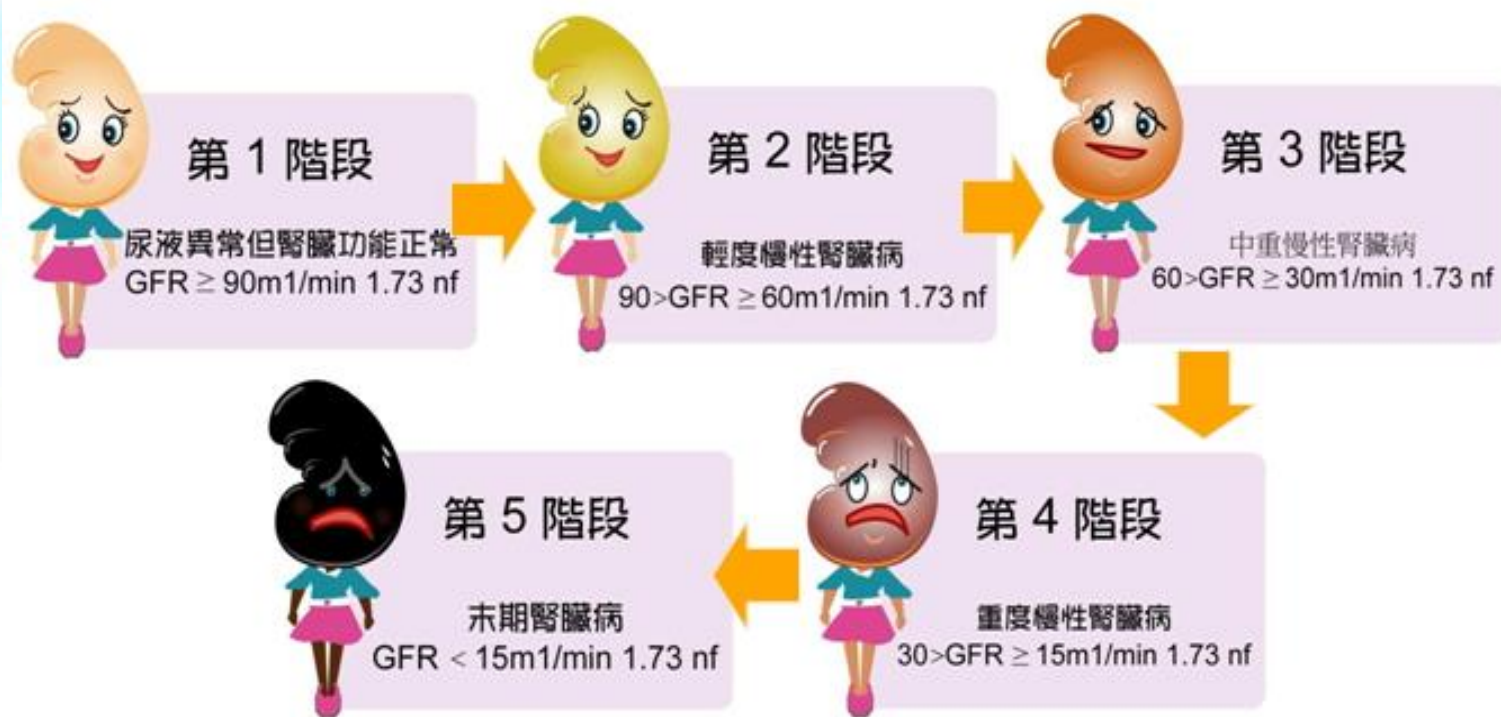 第 1 階段
尿液異常但腎臟功能正常
GFR ≥ 90m1/min 1.73 nf
第 2 階段
輕度慢性腎臟病
90>GFR ≥ 60m1/min 1.73 nf
第 3 階段
中重慢性腎臟病
60>GFR ≥ 30m1/min 1.73 nf
第 4 階段
重度慢性腎臟病
30>GFR ≥ 15m1/min 1.73 nf
第 5 階段
末期腎臟病
GFR < 15m1/min 1.73 nf